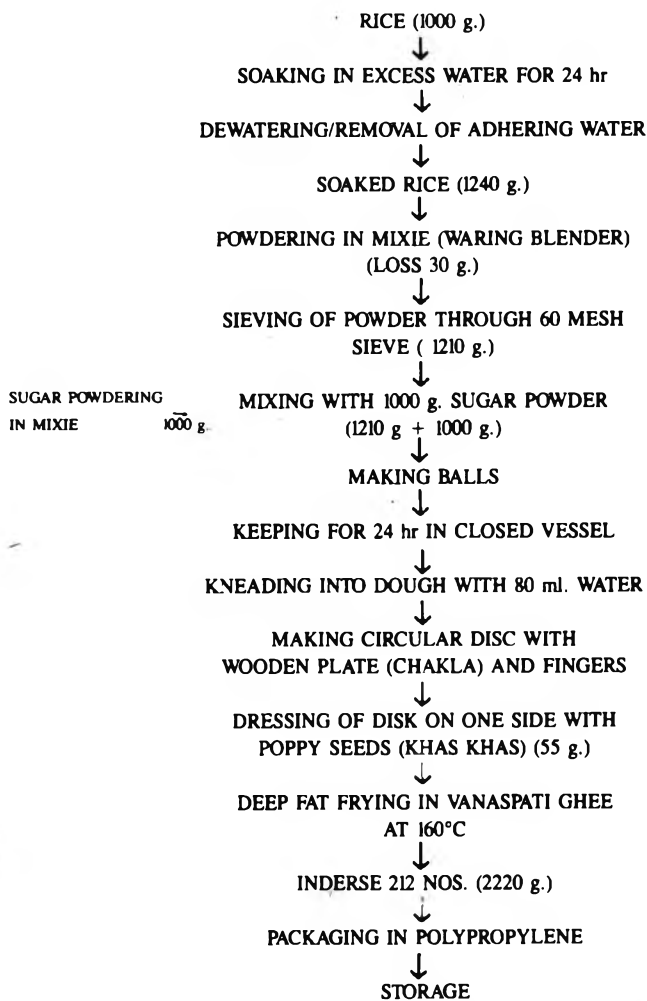 RICE (1000 g.)
SOAKING IN EXCESS WATER FOR 24 hr
DEWATERING/REMOVAL OF ADHERING WATER
SOAKED RICE (1240 g.)
POWDERING IN MIXIE (WARING BLENDER)
(LOSS 30 g.)
SIEVING OF POWDER THROUGH 60 MESH
SIEVE ( 1210 g.)
SUGAR POWDERING
IN MIXIE 1000 g.
MIXING WITH 1000 g. SUGAR POWDER
(1210 g + 1000 g.)
MAKING BALLS
KEEPING FOR 24 hr IN CLOSED VESSEL
KNEADING INTO DOUGH WITH 80 ml. WATER
MAKING CIRCULAR DISC WITH
WOODEN PLATE (CHAKLA) AND FINGERS
DRESSING OF DISK ON ONE SIDE WITH
POPPY SEEDS (KHAS KHAS) (55 g.)
DEEP FAT FRYING IN VANASPATI GHEE
AT 160°C
INDERSE 212 NOS. (2220 g.)
PACKAGING IN POLYPROPYLENE
STORAGE